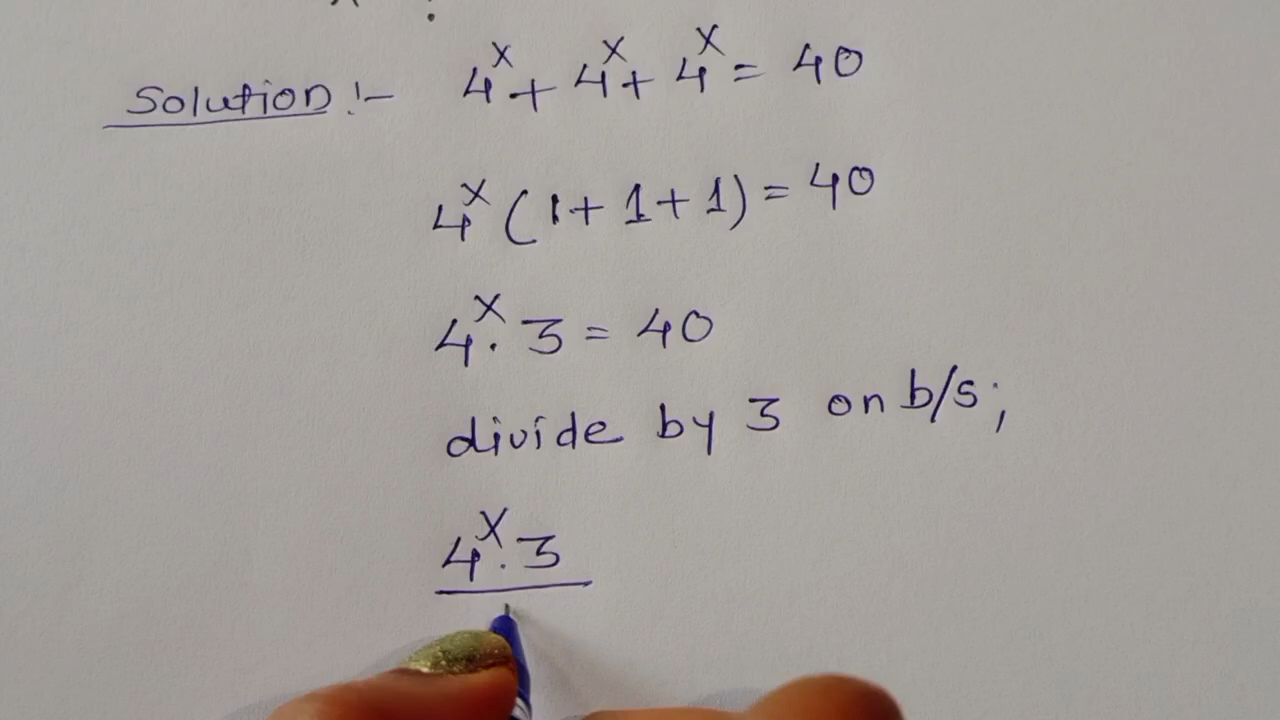 Solution :- 4^x + 4^x + 4^x = 40
4^x (1 + 1 + 1) = 40
4^x . 3 = 40
divide by 3 on b/s;
4^x . 3